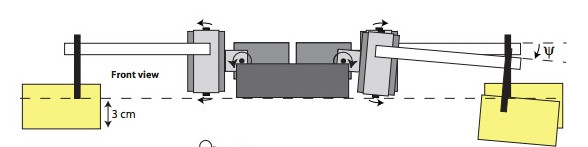 ψ
Front view
3 cm